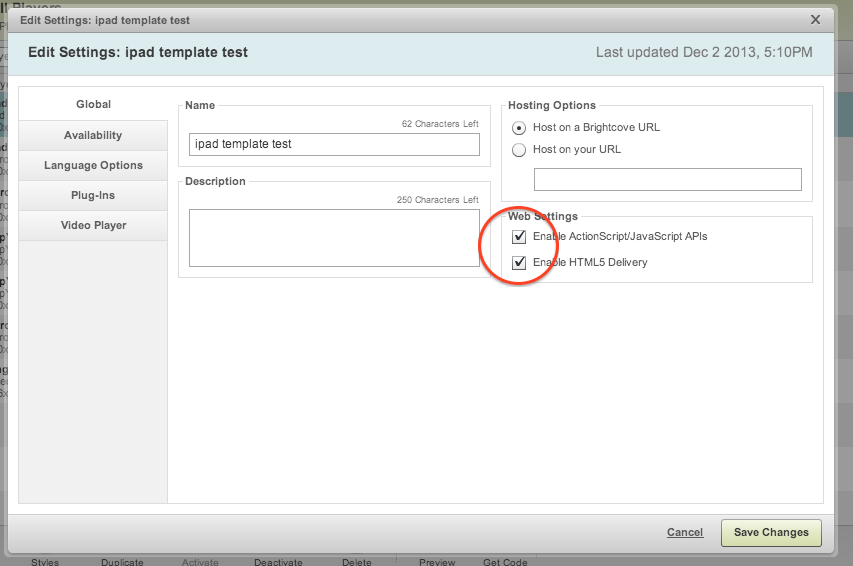 ll Players
Edit Settings: ipad template test
Edit Settings: ipad template test
Last updated Dec 2 2013, 5:10PM
Global
Availability
Language Options
Plug-Ins
Video Player
Name
62 Characters Left
ipad template test
Description
250 Characters Left
Hosting Options
Host on a Brightcove URL
Host on your URL
Web Settings
Enable ActionScript/JavaScript APIs
Enable HTML5 Delivery
Cancel
Save Changes
Styles Duplicate Activate Deactivate Delete Preview Get Code